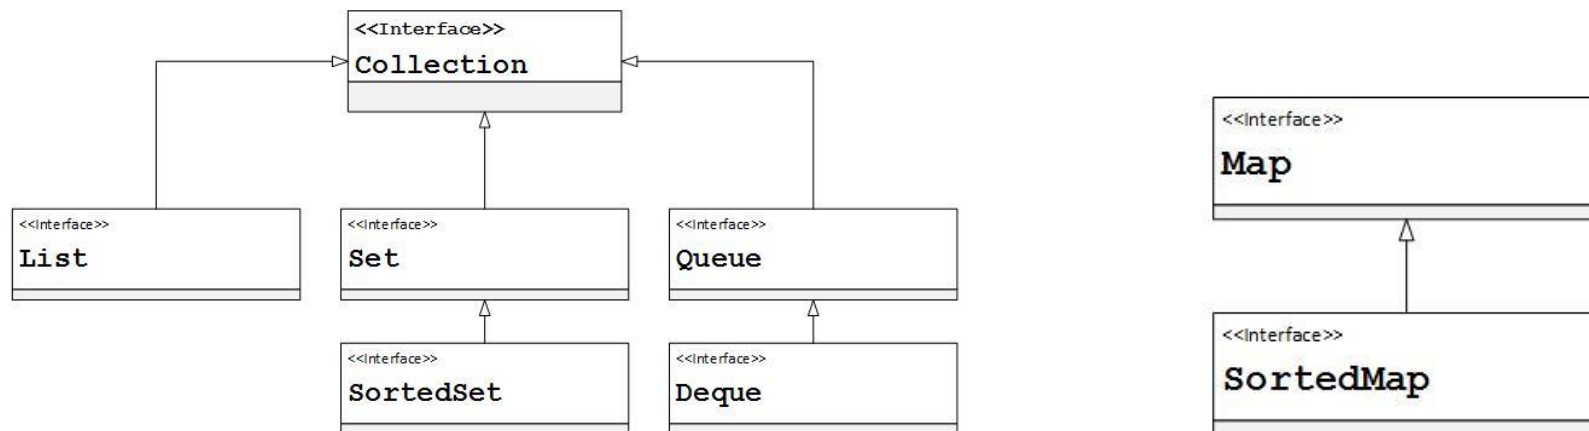 <<Interface>>
Collection
<<Interface>>
Map
<<Interface>>
List
<<Interface>>
Set
<<Interface>>
Queue
<<Interface>>
SortedSet
<<Interface>>
Deque
<<Interface>>
SortedMap